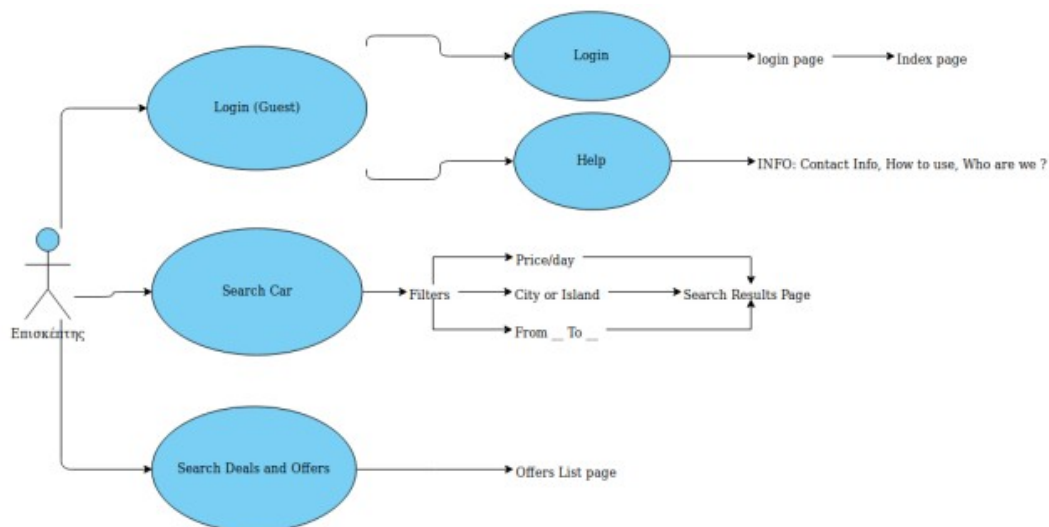 Login
login page
Index page
Login (Guest)
Help
INFO: Contact Info, How to use, Who are we ?
Επισκέπτης
Search Car
Filters
Price/day
City or Island
From __ To __
Search Results Page
Search Deals and Offers
Offers List page